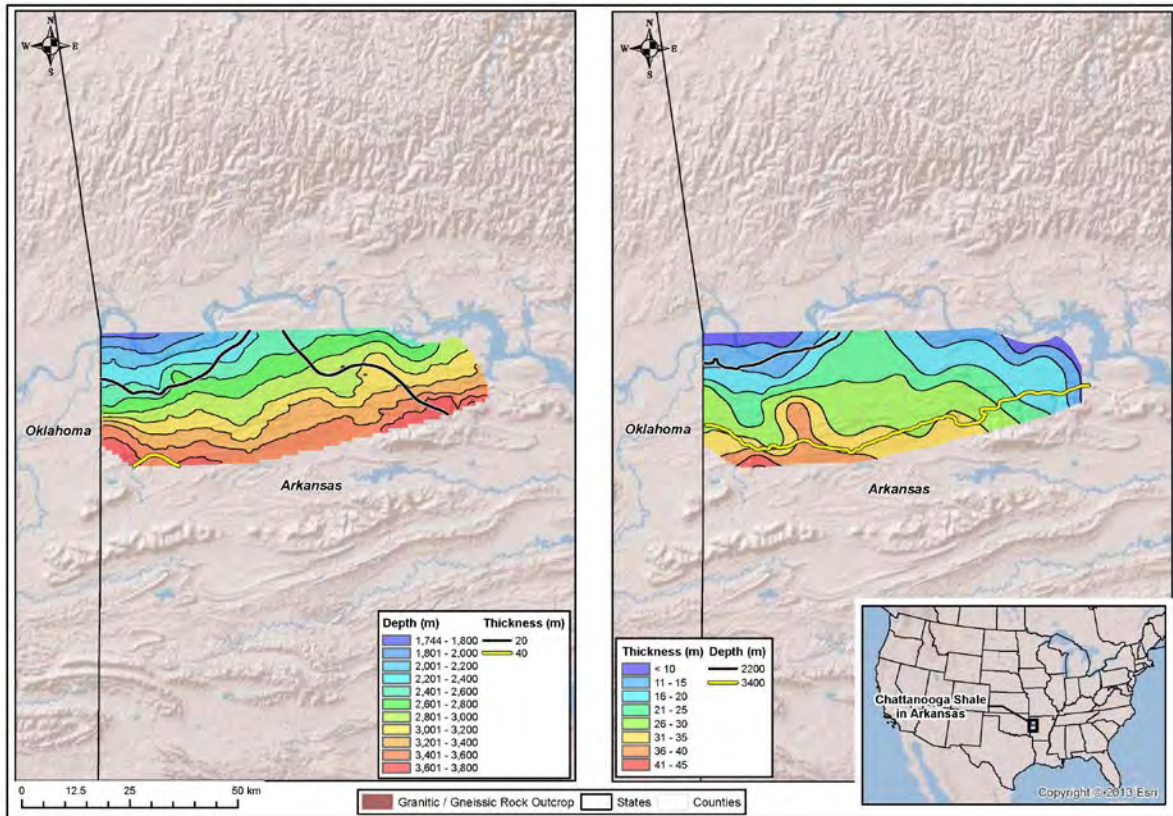 N
W E
S
Oklahoma
Arkansas
Depth (m)
1,744 - 1,800
1,801 - 2,000
2,001 - 2,200
2,201 - 2,400
2,401 - 2,600
2,601 - 2,800
2,801 - 3,000
3,001 - 3,200
3,201 - 3,400
3,401 - 3,600
3,601 - 3,800
Thickness (m)
20
40
0 12.5 25 50 km
N
W E
S
Oklahoma
Arkansas
Thickness (m)
< 10
11 - 15
16 - 20
21 - 25
26 - 30
31 - 35
36 - 40
41 - 45
Depth (m)
2200
3400
Chattanooga Shale
in Arkansas
Copyright © 2013 Esri
Granitic / Gneissic Rock Outcrop States Counties